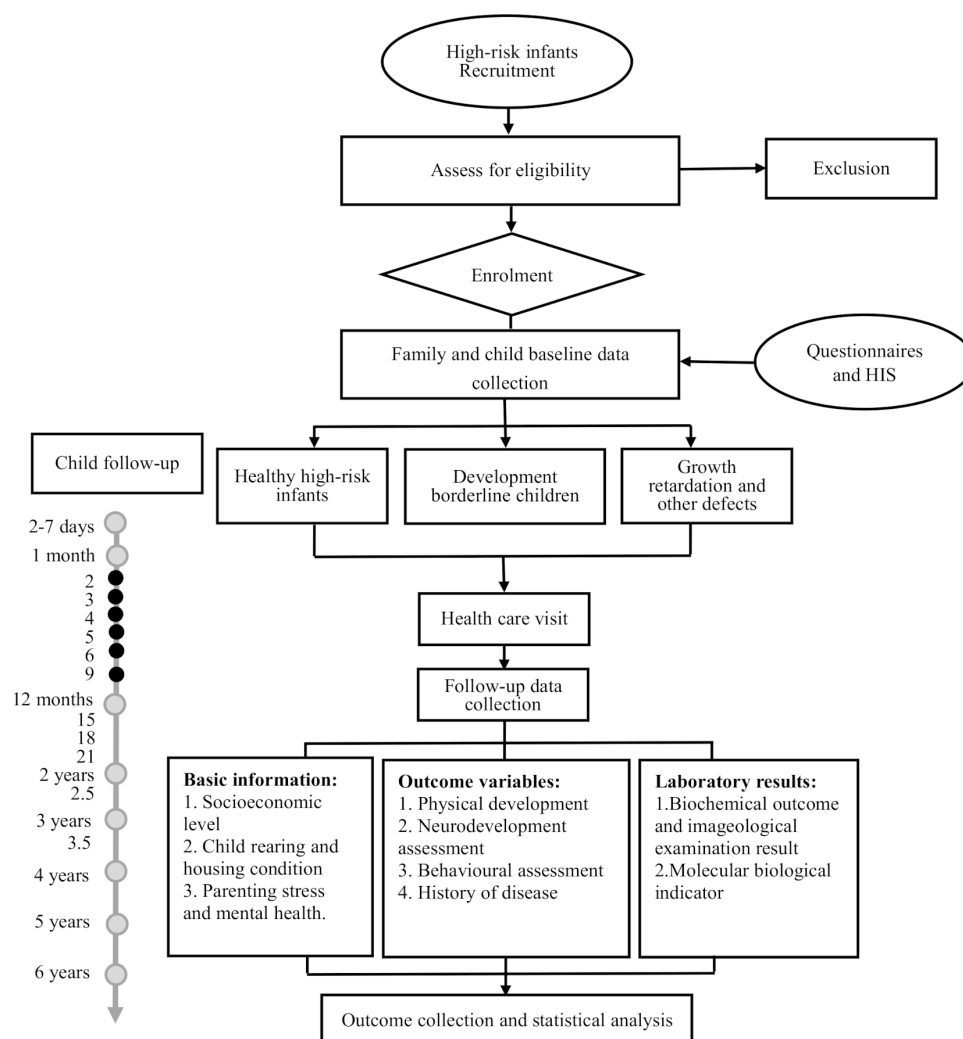 High-risk infants
Recruitment
Assess for eligibility
Exclusion
Enrolment
Family and child baseline data
collection
Questionnaires
and HIS
Child follow-up
Healthy high-risk
infants
Development
borderline children
Growth
retardation and
other defects
2-7 days
1 month
2
3
4
5
6
9
12 months
15
18
21
2 years
2.5
3 years
3.5
4 years
5 years
6 years
Health care visit
Follow-up data
collection
Basic information:
1. Socioeconomic
level
2. Child rearing and
housing condition
3. Parenting stress
and mental health.
Outcome variables:
1. Physical development
2. Neurodevelopment
assessment
3. Behavioural assessment
4. History of disease
Laboratory results:
1.Biochemical outcome
and imageological
examination result
2.Molecular biological
indicator
Outcome collection and statistical analysis